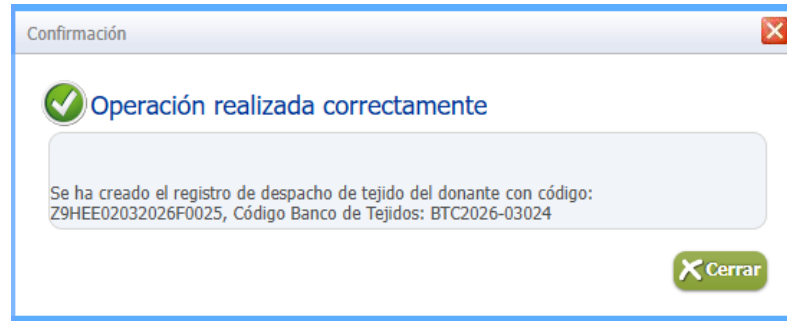 Confirmación
Operación realizada correctamente
Se ha creado el registro de despacho de tejido del donante con código:
Z9HEE02032026F0025, Código Banco de Tejidos: BTC2026-03024
Cerrar